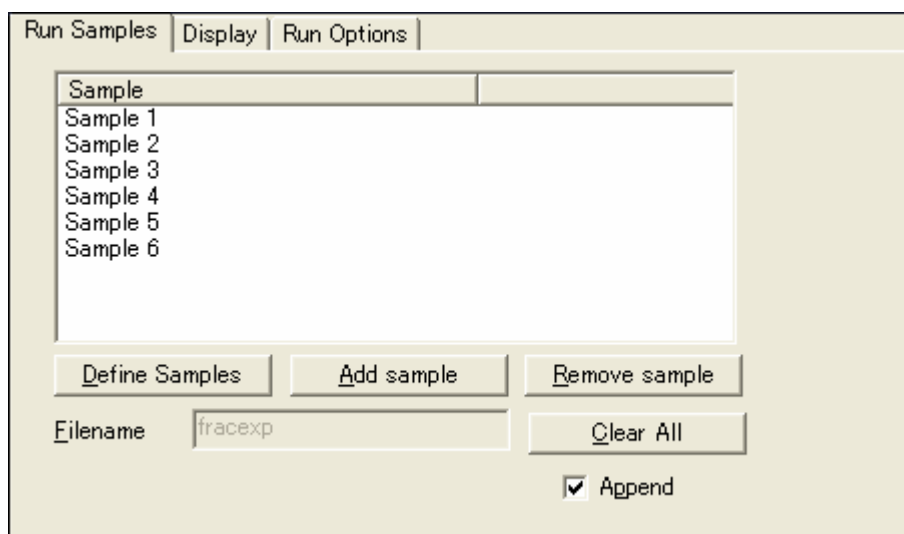 Run Samples Display Run Options
Sample
Sample 1
Sample 2
Sample 3
Sample 4
Sample 5
Sample 6
Define Samples Add sample Remove sample
Filename fracexp Clear All
Append